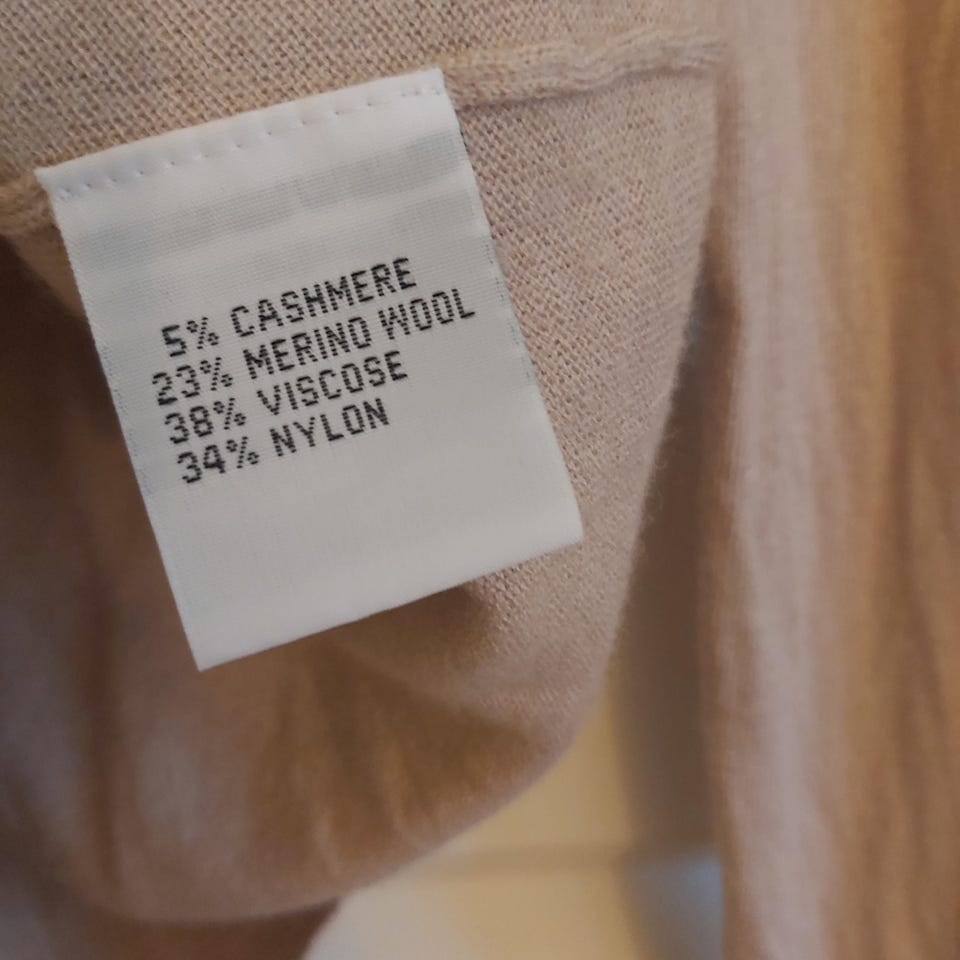 5% CASHMERE
23% MERINO WOOL
38% VISCOSE
34% NYLON